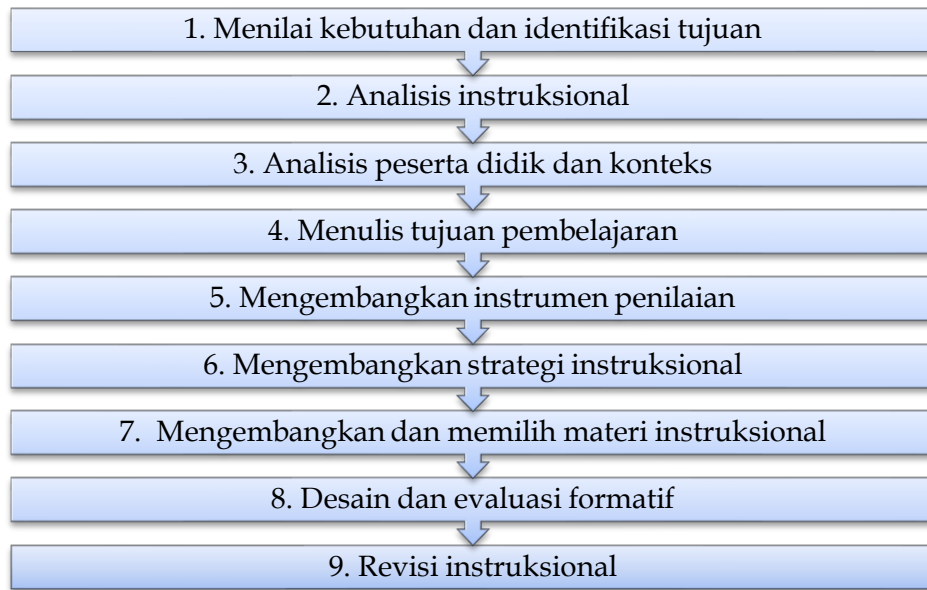 1. Menilai kebutuhan dan identifikasi tujuan
2. Analisis instruksional
3. Analisis peserta didik dan konteks
4. Menulis tujuan pembelajaran
5. Mengembangkan instrumen penilaian
6. Mengembangkan strategi instruksional
7. Mengembangkan dan memilih materi instruksional
8. Desain dan evaluasi formatif
9. Revisi instruksional